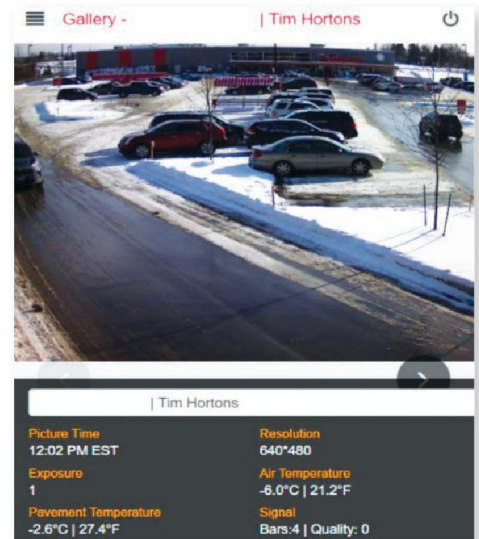 Gallery - | Tim Hortons
| Tim Hortons
Picture Time
12:02 PM EST
Resolution
640*480
Exposure
1
Air Temperature
-6.0°C | 21.2°F
Pavement Temperature
-2.6°C | 27.4°F
Signal
Bars:4 | Quality: 0